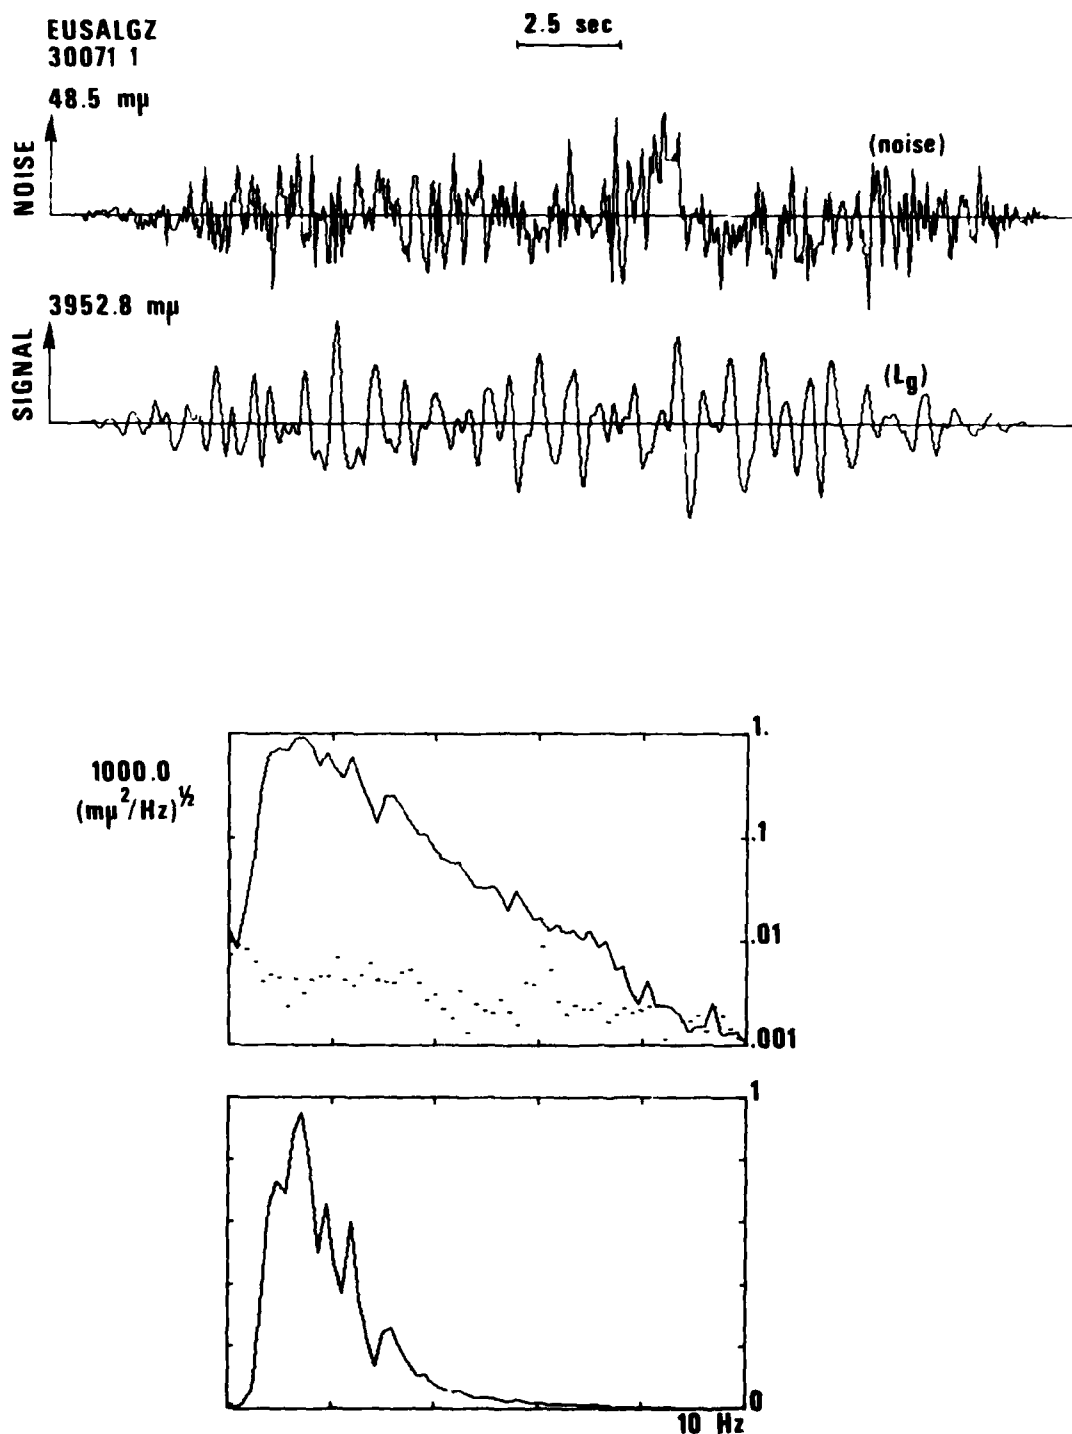 EUSALGZ
30071 1
2.5 sec
48.5 mµ
NOISE
(noise)
3952.8 mµ
SIGNAL
(Lg)
1000.0
(mµ²/Hz)½
1.
.1
.01
.001
1
0
10 Hz